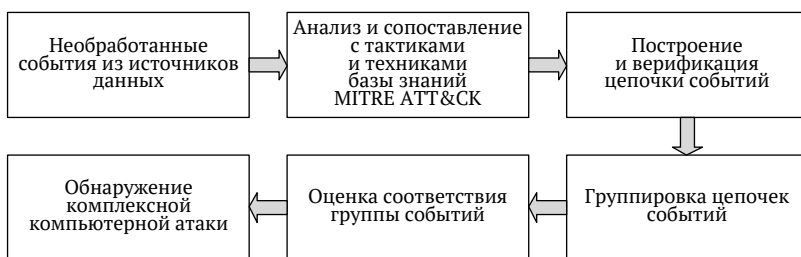 Необработанные
события из источников
данных
Анализ и сопоставление
с тактиками
и техниками
базы знаний
MITRE ATT&CK
Построение
и верификация
цепочки событий
Группировка цепочек
событий
Оценка соответствия
группы событий
Обнаружение
комплексной
компьютерной атаки